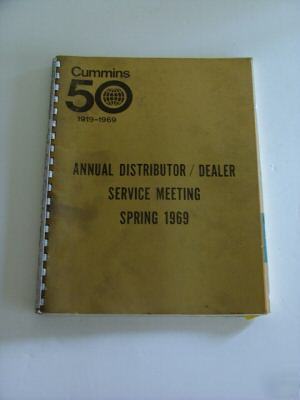 Cummins
50
1919-1969
ANNUAL DISTRIBUTOR / DEALER
SERVICE MEETING
SPRING 1969